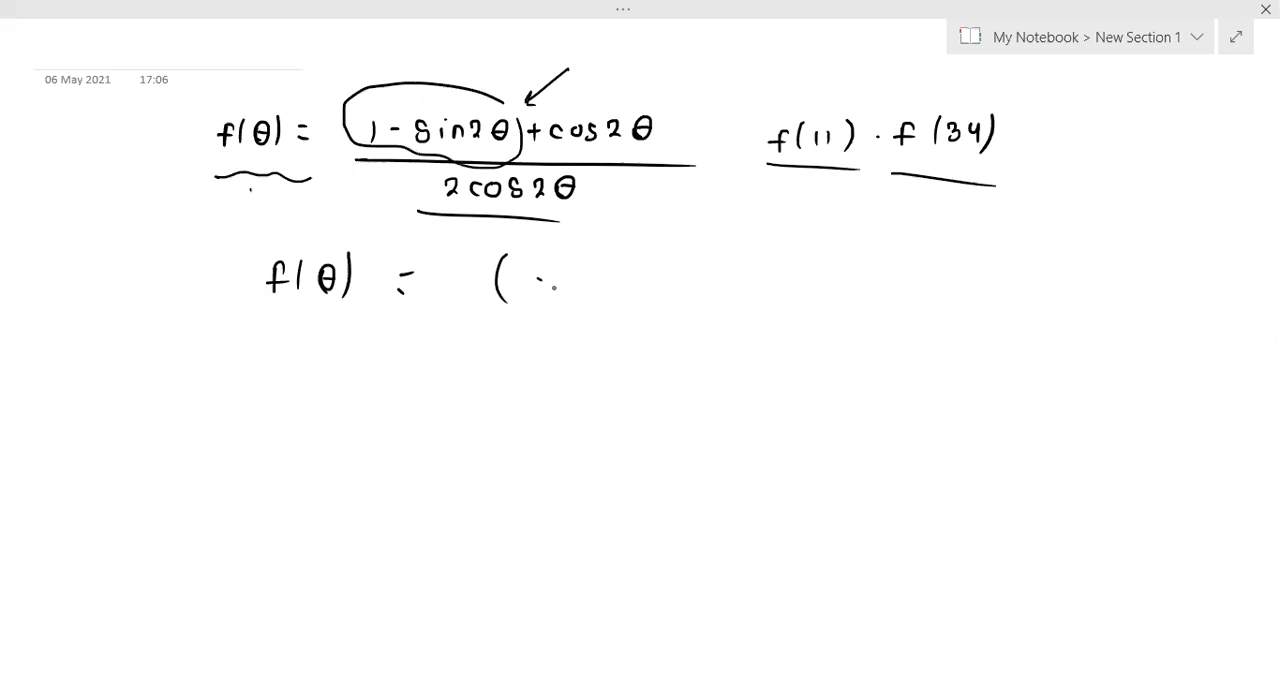 My Notebook > New Section 1
06 May 2021 17:06
f(θ) = (1 - sin2θ) + cos2θ f(11) . f(34)
2cos2θ
f(θ) = (